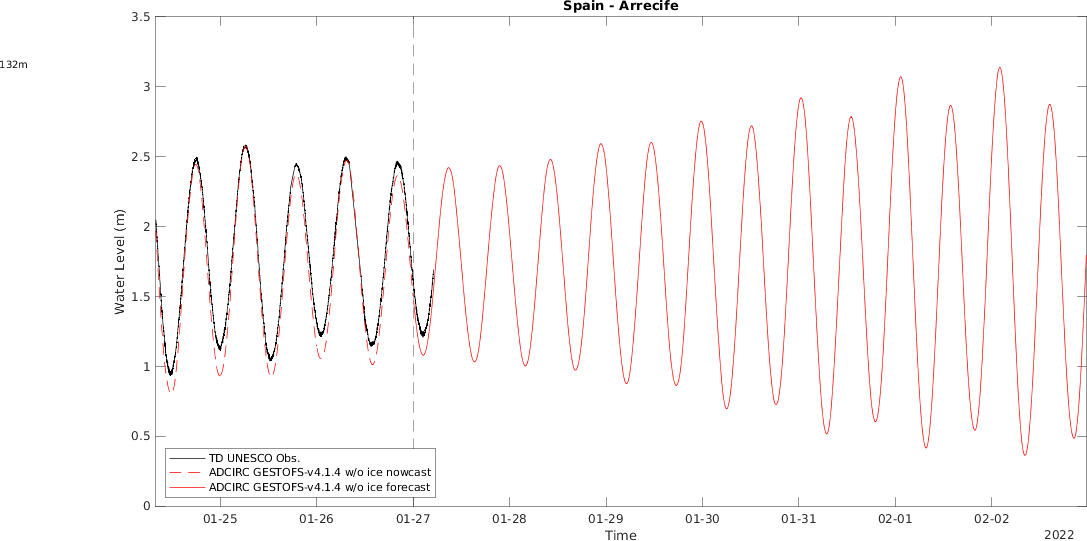 Spain - Arrecife
132m
3.5
3
2.5
2
1.5
1
0.5
0
Water Level (m)
TD UNESCO Obs.
ADCIRC GESTOFS-v4.1.4 w/o ice nowcast
ADCIRC GESTOFS-v4.1.4 w/o ice forecast
01-25 01-26 01-27 01-28 01-29 01-30 01-31 02-01 02-02
Time
2022